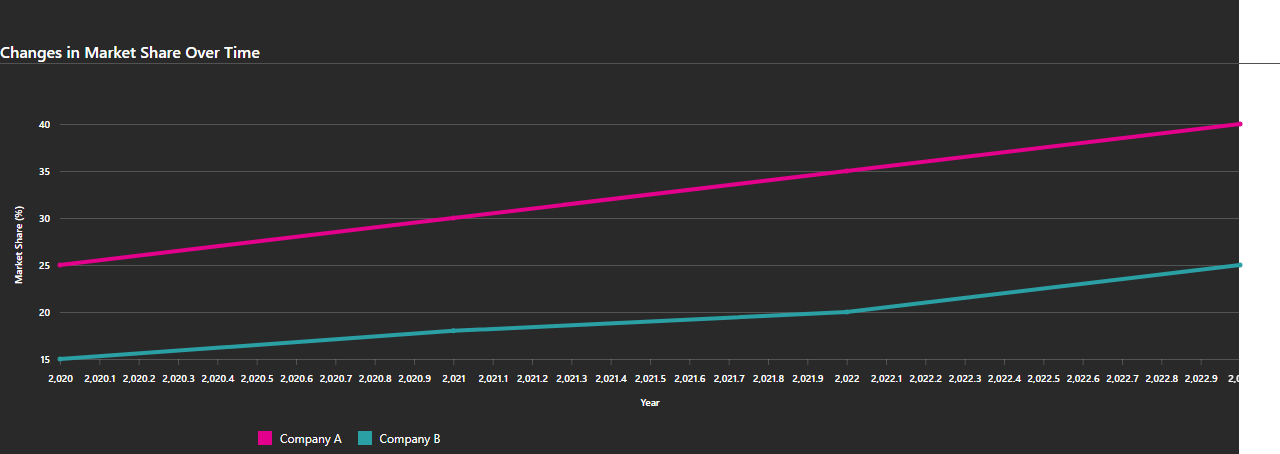 Changes in Market Share Over Time
40
35
30
25
20
15
Market Share (%)
2,020 2,020.1 2,020.2 2,020.3 2,020.4 2,020.5 2,020.6 2,020.7 2,020.8 2,020.9 2,021 2,021.1 2,021.2 2,021.3 2,021.4 2,021.5 2,021.6 2,021.7 2,021.8 2,021.9 2,022 2,022.1 2,022.2 2,022.3 2,022.4 2,022.5 2,022.6 2,022.7 2,022.8 2,022.9
Year
Company A Company B